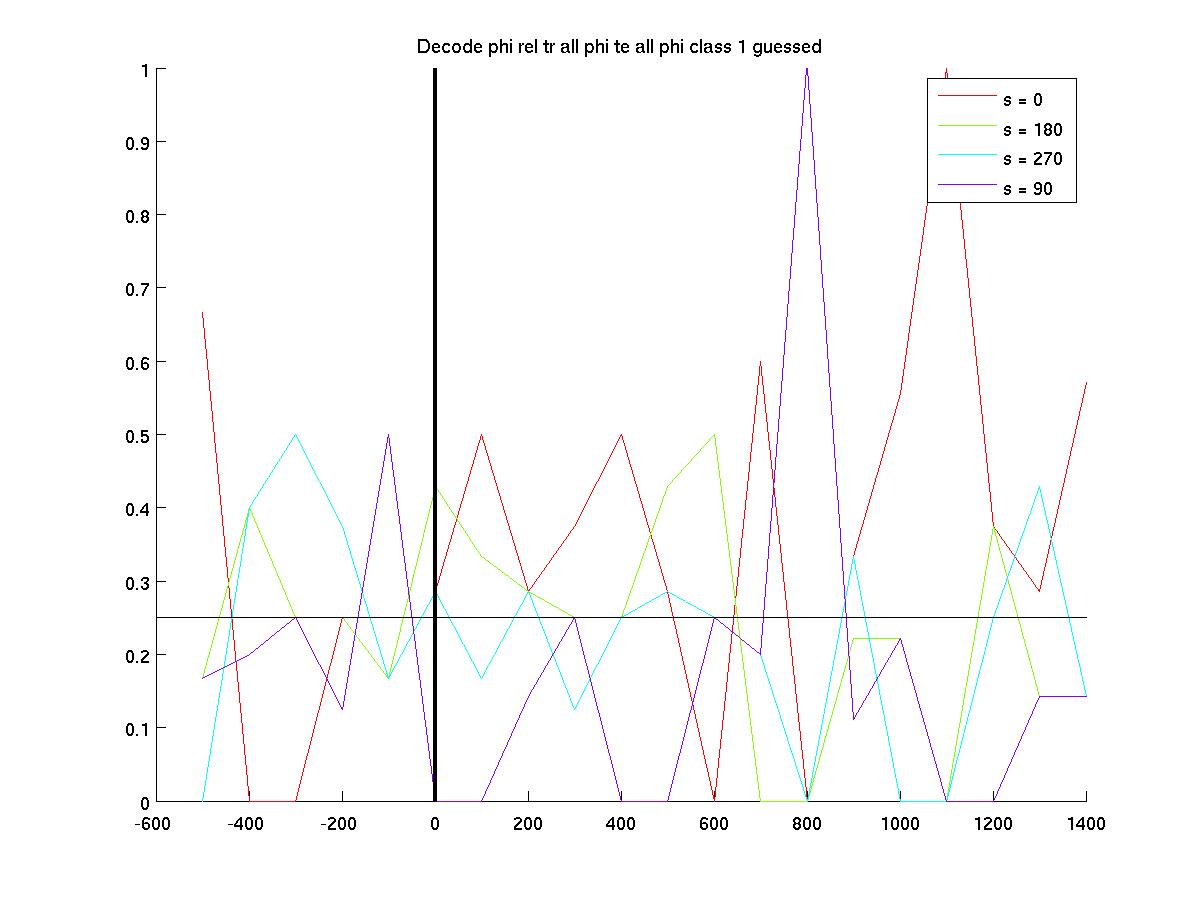 Decode phi rel tr all phi te all phi class 1 guessed
1
0.9
0.8
0.7
0.6
0.5
0.4
0.3
0.2
0.1
0
-600 -400 -200 0 200 400 600 800 1000 1200 1400
s = 0
s = 180
s = 270
s = 90